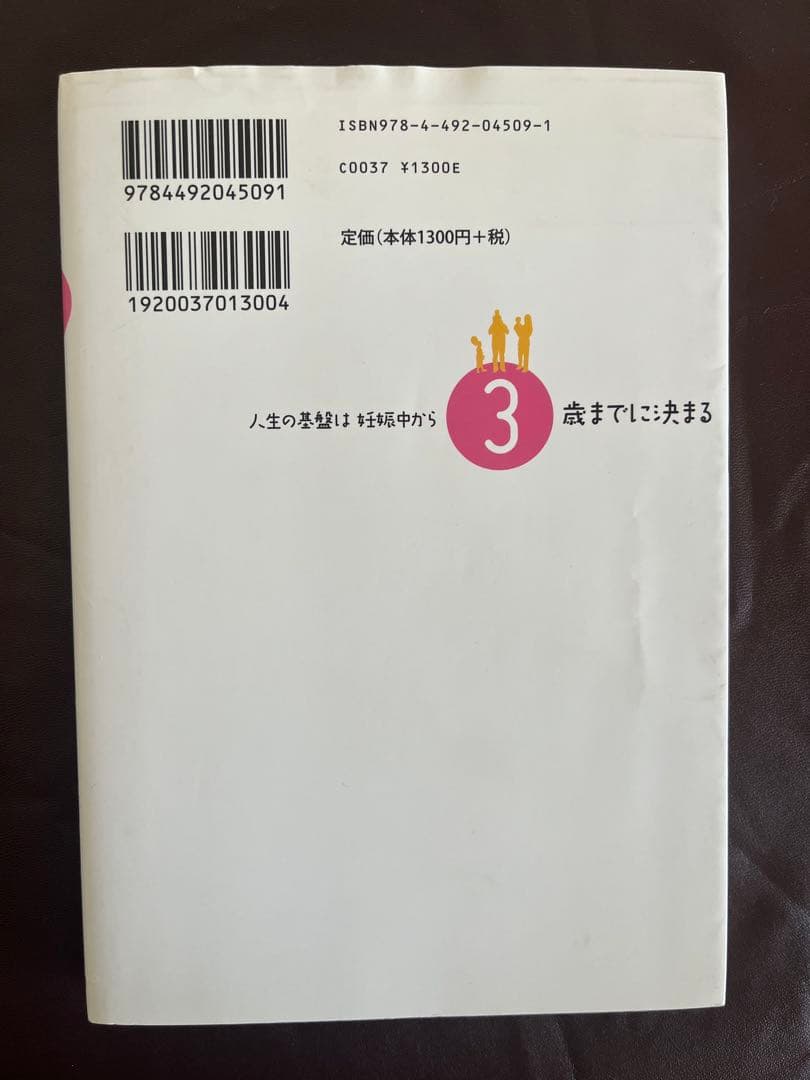 ISBN978-4-492-04509-1
9784492045091
C0037 ¥1300E
定価(本体1300円+税)
1920037013004
人生の基盤は 妊娠中から3歳までに決まる